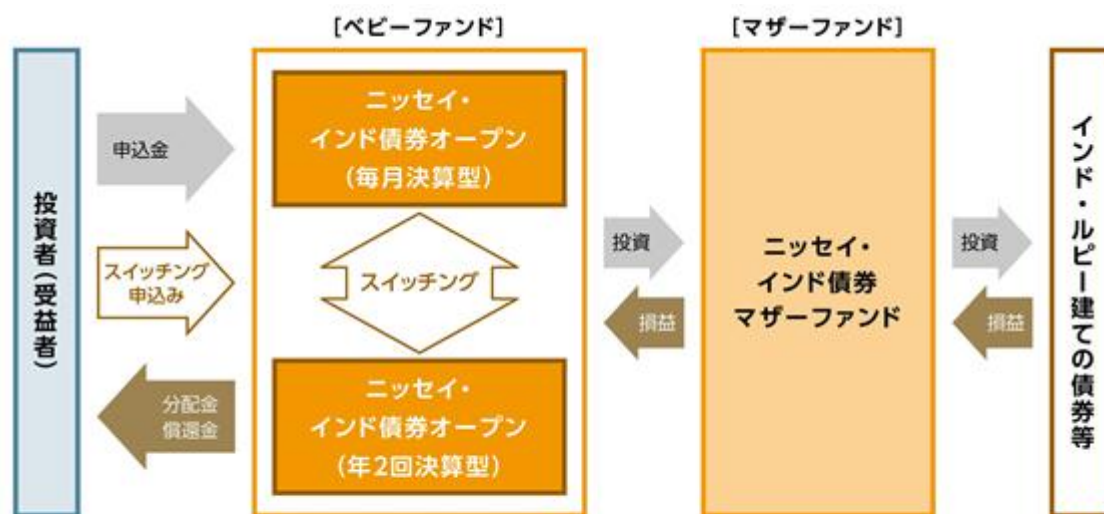 [ベビーファンド]
[マザーファンド]
投資者(受益者)
申込金
スイッチング
申込み
分配金
償還金
ニッセイ・
インド債券オープン
(毎月決算型)
スイッチング
ニッセイ・
インド債券オープン
(年2回決算型)
投資
損益
ニッセイ・
インド債券
マザーファンド
投資
損益
インド・ルピー建ての債券等